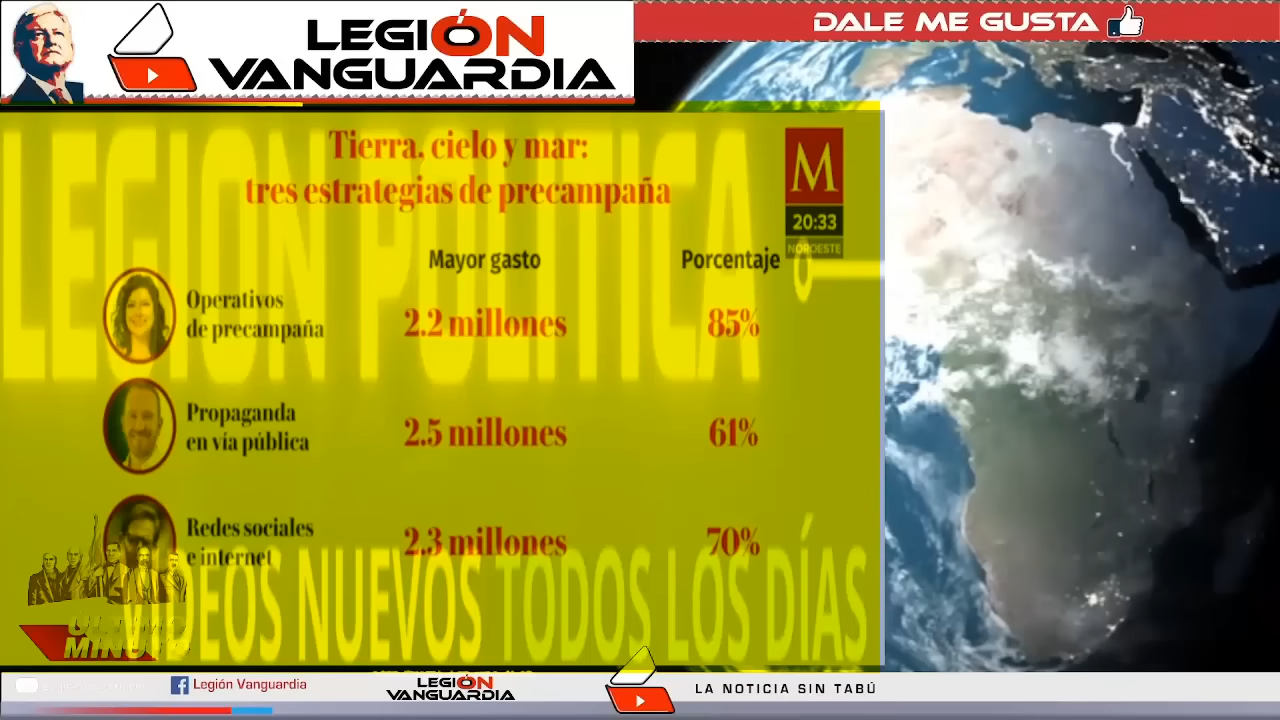 LEGIÓN
VANGUARDIA
DALE ME GUSTA
LEGION POLITICA
Tierra, cielo y mar:
tres estrategias de precampaña
M
20:33
NOROESTE
Mayor gasto
Porcentaje
Operativos
de precampaña
2.2 millones
85%
Propaganda
en vía pública
2.5 millones
61%
Redes sociales
e internet
2.3 millones
70%
VIDEOS NUEVOS TODOS LOS DÍAS
MINUTO
Legión Vanguardia
LEGIÓN
VANGUARDIA
LA NOTICIA SIN TABÚ